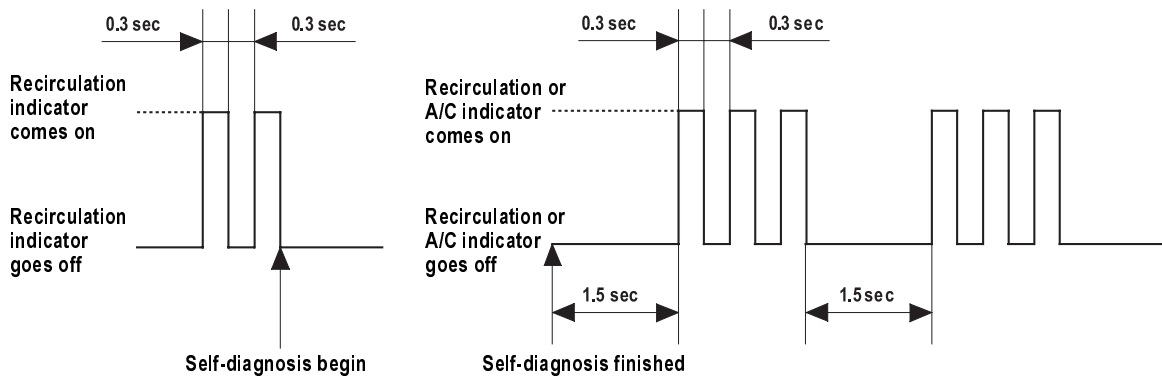 0.3 sec
0.3 sec
Recirculation
indicator
comes on
Recirculation
indicator
goes off
Self-diagnosis begin
0.3 sec
0.3 sec
Recirculation or
A/C indicator
comes on
Recirculation or
A/C indicator
goes off
1.5 sec
1.5 sec
Self-diagnosis finished